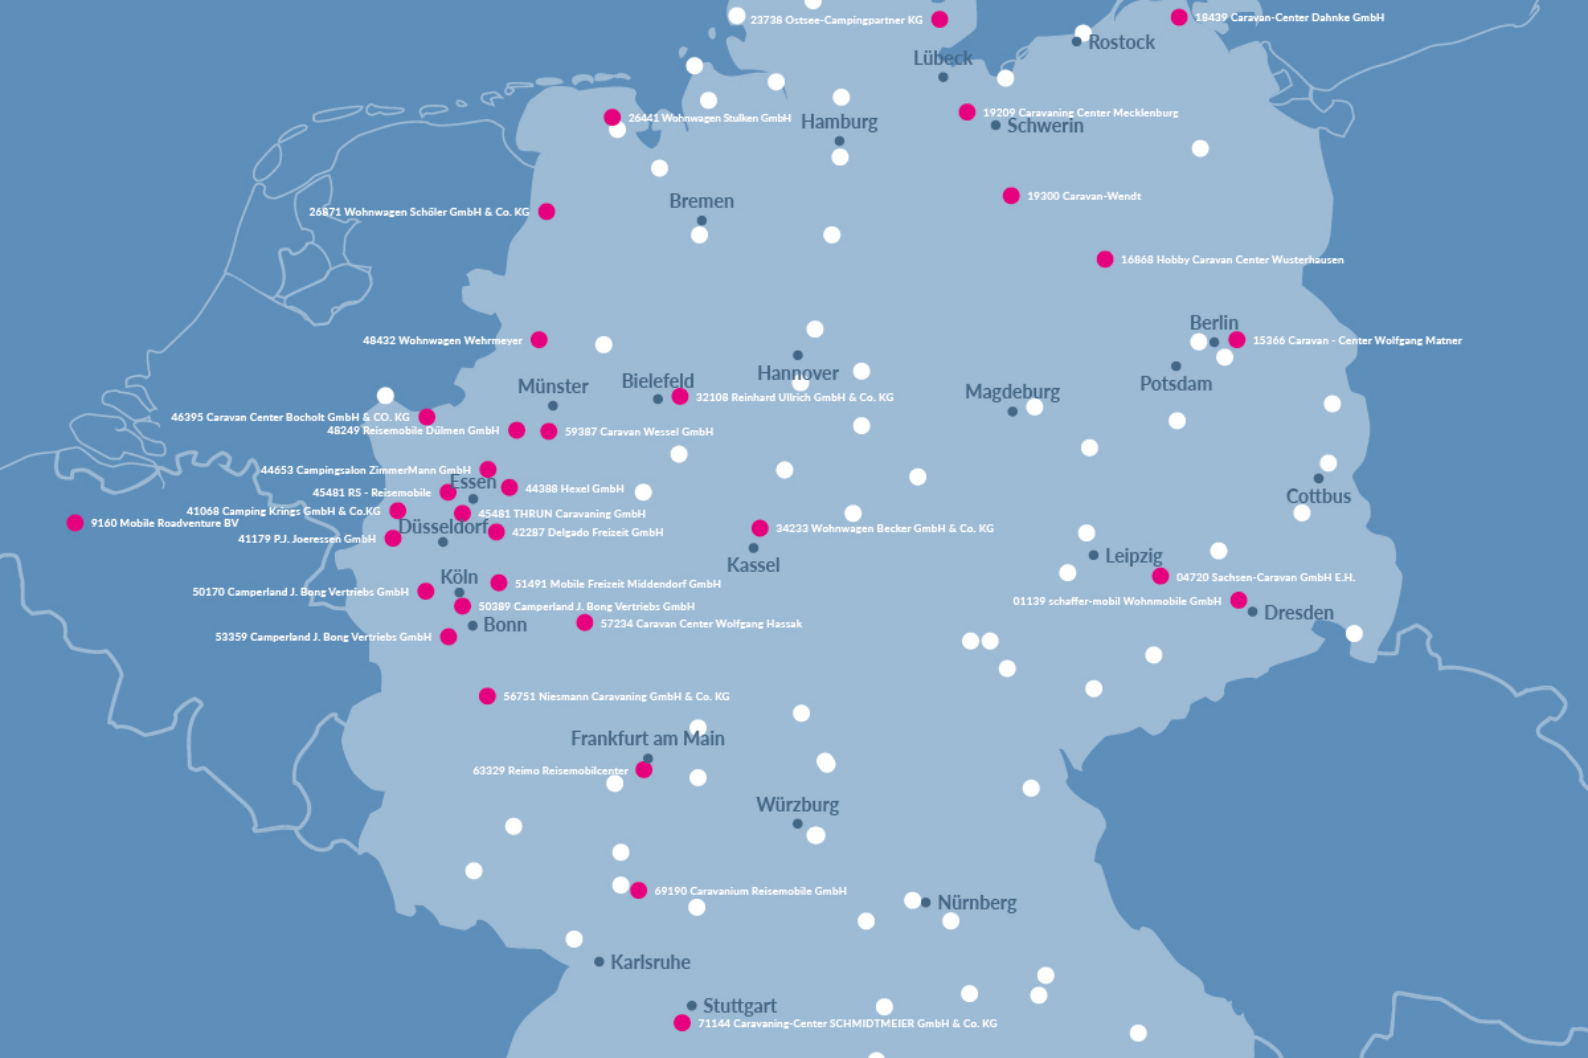 18439 Caravan-Center Dahnke GmbH
23738 Ostsee-Campingpartner KG
Rostock
Lübeck
19209 Caravaning Center Mecklenburg
26441 Wohnwagen Stulken GmbH
Hamburg
Schwerin
19300 Caravan-Wendt
Bremen
26871 Wohnwagen Schöler GmbH & Co. KG
16868 Hobby Caravan Center Wusterhausen
Berlin
48432 Wohnwagen Wehrmeyer
15366 Caravan - Center Wolfgang Matner
Hannover
Bielefeld
Münster
Potsdam
Magdeburg
32108 Reinhard Ullrich GmbH & Co. KG
46395 Caravan Center Bocholt GmbH & CO. KG
48249 Reisemobile Dülmen GmbH
59387 Caravan Wessel GmbH
44653 Campingsalon ZimmerMann GmbH
Essen
44388 Hexel GmbH
45481 RS - Reisemobile
Cottbus
41068 Camping Krings GmbH & Co.KG
45481 THRUN Caravaning GmbH
9160 Mobile Roadventure BV
Düsseldorf
34233 Wohnwagen Becker GmbH & Co. KG
42287 Delgado Freizeit GmbH
41179 P.J. Joeressen GmbH
Leipzig
Kassel
Köln
04720 Sachsen-Caravan GmbH E.H.
51491 Mobile Freizeit Middendorf GmbH
50170 Camperland J. Bong Vertriebs GmbH
01139 schaffer-mobil Wohnmobile GmbH
50389 Camperland J. Bong Vertriebs GmbH
Dresden
Bonn
57234 Caravan Center Wolfgang Hassak
53359 Camperland J. Bong Vertriebs GmbH
56751 Niesmann Caravaning GmbH & Co. KG
Frankfurt am Main
63329 Reimo Reisemobilcenter
Würzburg
69190 Caravanium Reisemobile GmbH
Nürnberg
Karlsruhe
Stuttgart
71144 Caravaning-Center SCHMIDTMEIER GmbH & Co. KG